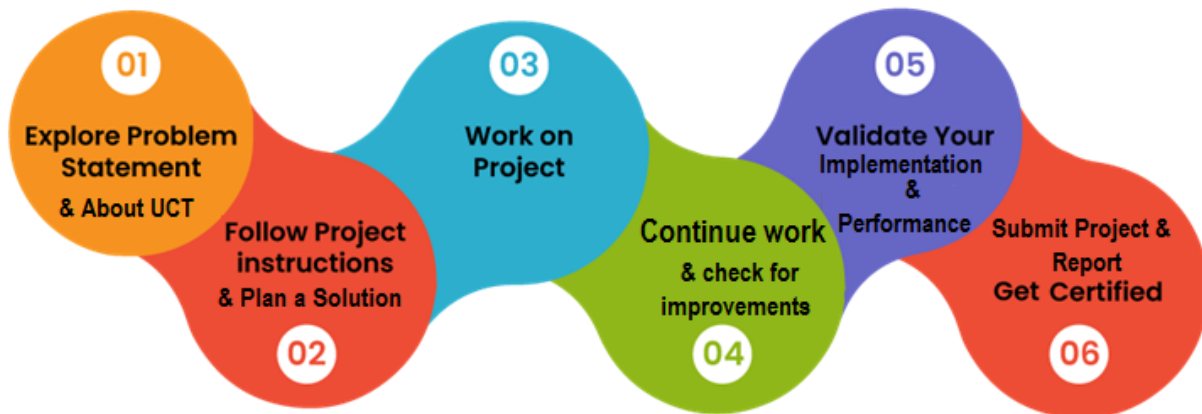 01
Explore Problem
Statement
& About UCT
Follow Project
instructions
& Plan a Solution
02
03
Work on
Project
Continue work
& check for
improvements
04
05
Validate Your
Implementation
&
Performance
Submit Project &
Report
Get Certified
06